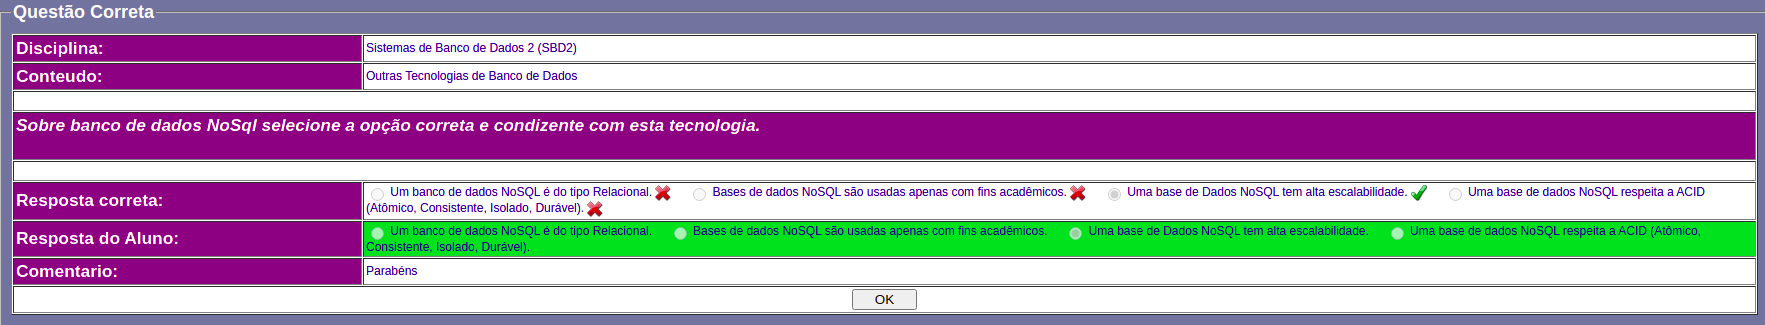 Questão Correta
Disciplina: Sistemas de Banco de Dados 2 (SBD2)
Conteudo: Outras Tecnologias de Banco de Dados
Sobre banco de dados NoSql selecione a opção correta e condizente com esta tecnologia.
Resposta correta: Um banco de dados NoSQL é do tipo Relacional. Bases de dados NoSQL são usadas apenas com fins acadêmicos. Uma base de Dados NoSQL tem alta escalabilidade. Uma base de dados NoSQL respeita a ACID
(Atômico, Consistente, Isolado, Durável).
Resposta do Aluno: Um banco de dados NoSQL é do tipo Relacional. Bases de dados NoSQL são usadas apenas com fins acadêmicos. Uma base de Dados NoSQL tem alta escalabilidade. Uma base de dados NoSQL respeita a ACID (Atômico,
Consistente, Isolado, Durável).
Comentario: Parabéns
OK